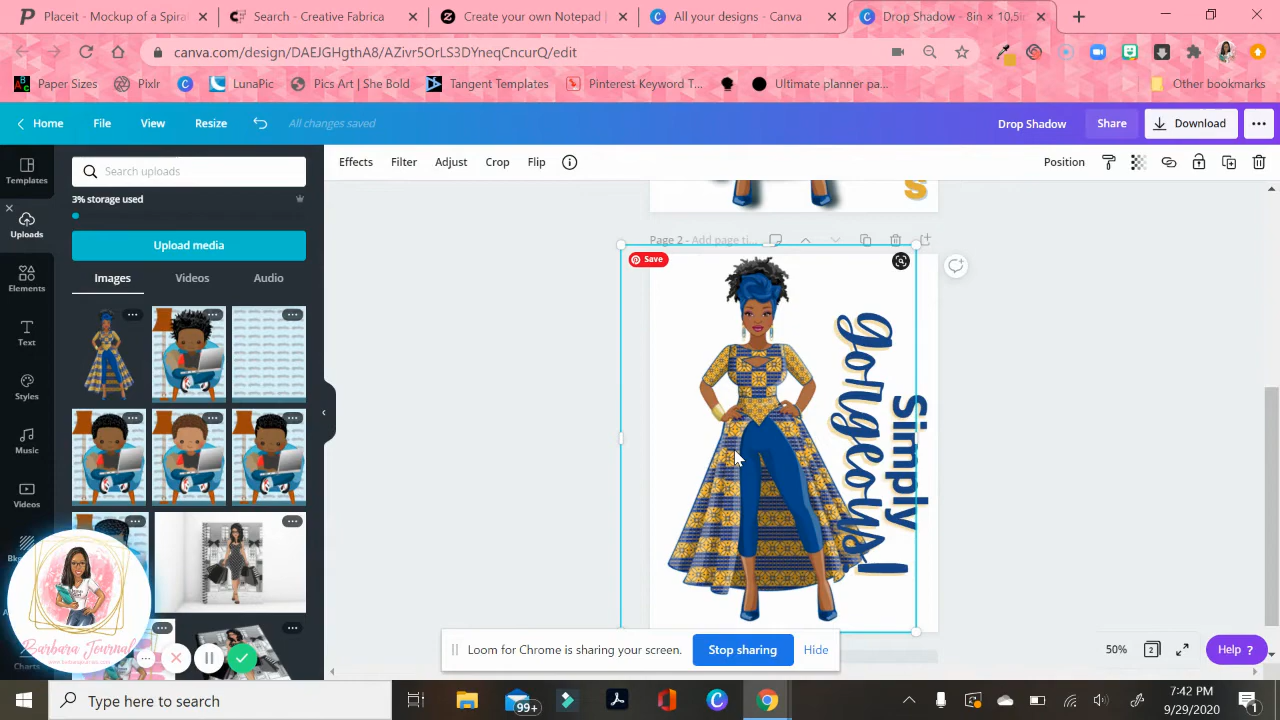 Placeit - Mockup of a Spiral
Search - Creative Fabrica
Create your own Notepad |
All your designs - Canva
Drop Shadow - 8in × 10.5in
canva.com/design/DAEJGHgthA8/AZivr5OrLS3DYneqCncurQ/edit
Paper Sizes
Pixlr
LunaPic
Pics Art | She Bold
Tangent Templates
Pinterest Keyword T...
Ultimate planner pa...
Other bookmarks
Home
File
View
Resize
All changes saved
Drop Shadow
Share
Download
Templates
Search uploads
Effects
Filter
Adjust
Crop
Flip
Position
3% storage used
Uploads
Upload media
Elements
Images
Videos
Audio
Text
Styles
Music
Videos
Page 2 - Add page ti...
Save
s
Simply
gorgeous!
Barbara Journal
Charts
Loom for Chrome is sharing your screen.
Stop sharing
Hide
50%
2
Help ?
Type here to search
99+
7:42 PM
9/29/2020
1